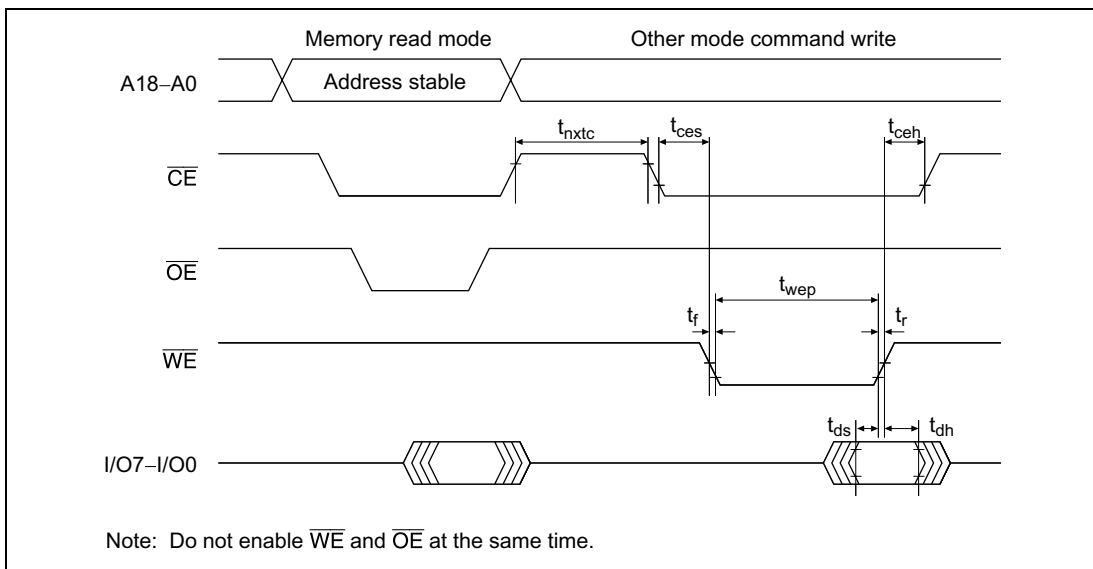 Memory read mode
Other mode command write
A18–A0
Address stable
tnxtc
tces
tceh
CE
OE
twep
tf
tr
WE
tds
tdh
I/O7–I/O0
Note: Do not enable WE and OE at the same time.